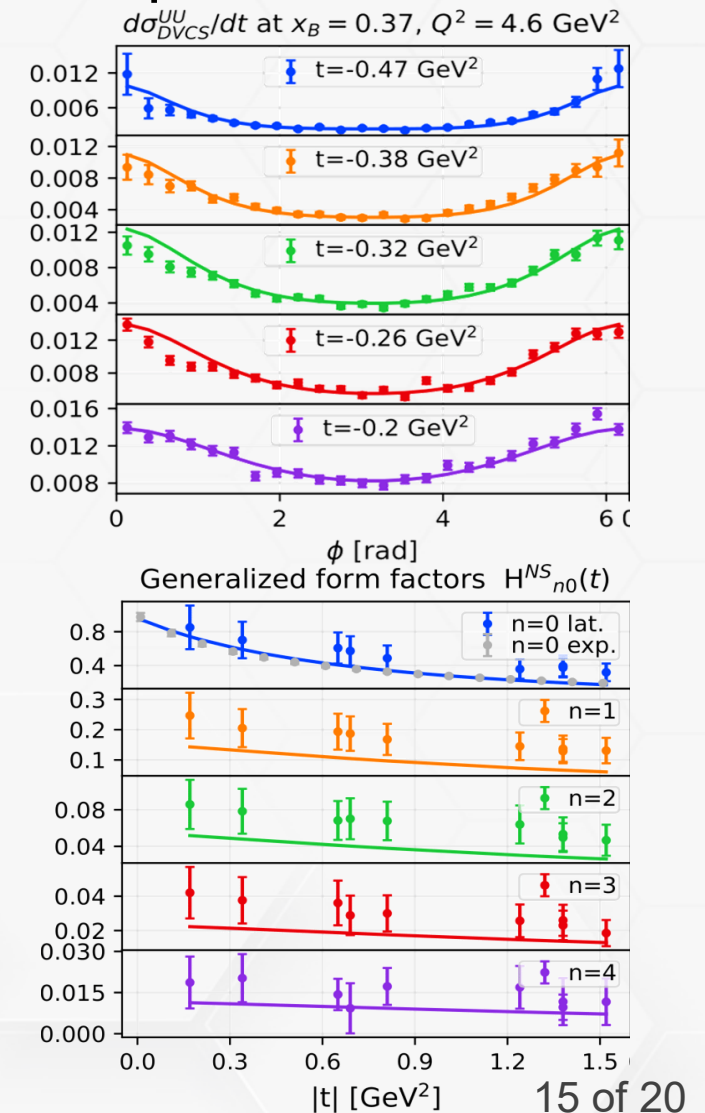 dσ^{UU}_{DVCS}/dt at x_B = 0.37, Q² = 4.6 GeV²
0.012
0.006
t=-0.47 GeV²
0.012
0.008
0.004
t=-0.38 GeV²
0.012
0.008
0.004
t=-0.32 GeV²
0.012
0.008
t=-0.26 GeV²
0.016
0.012
0.008
t=-0.2 GeV²
0 2 4 6
ϕ [rad]
Generalized form factors H^{NS}_{n0}(t)
0.8
0.4
n=0 lat.
n=0 exp.
0.3
0.2
0.1
n=1
0.08
0.04
n=2
0.04
0.02
n=3
0.030
0.015
0.000
n=4
0.0 0.3 0.6 0.9 1.2 1.5
|t| [GeV²]
15 of 20